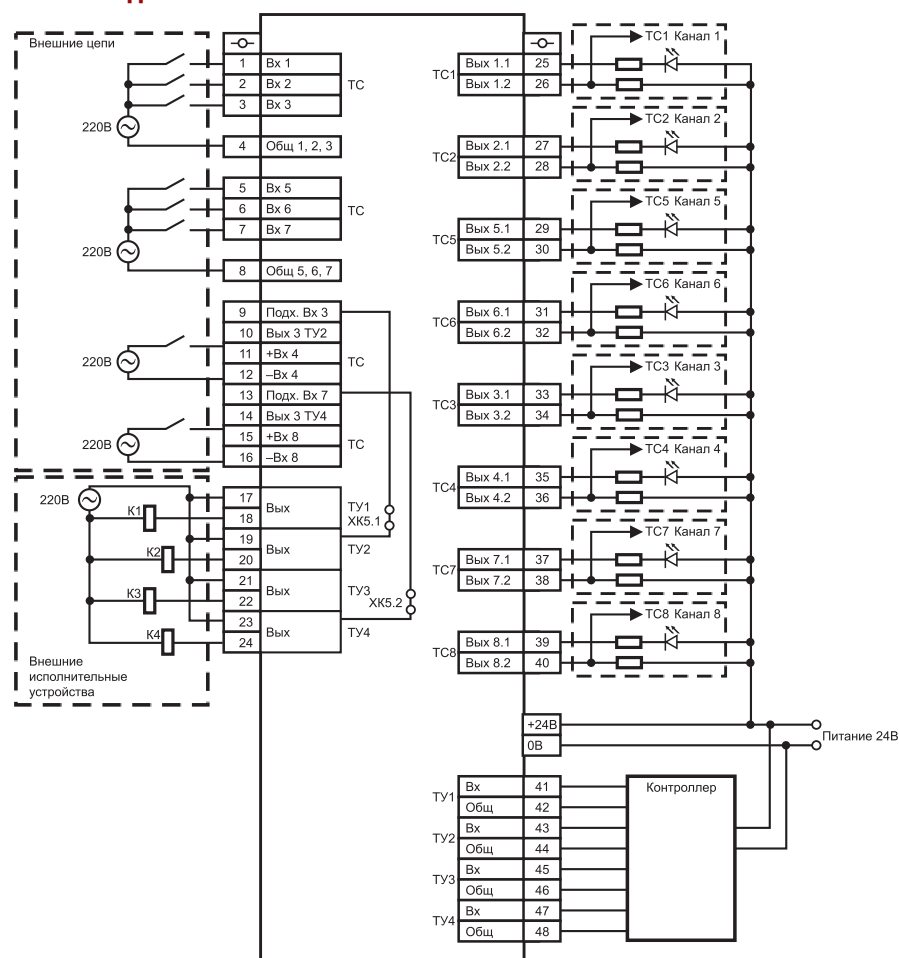 Внешние цепи
1 Вх 1
2 Вх 2
3 Вх 3
ТС
220В
4 Общ 1, 2, 3
5 Вх 5
6 Вх 6
7 Вх 7
ТС
220В
8 Общ 5, 6, 7
9 Подх. Вх 3
10 Вых 3 ТУ2
11 +Вх 4
12 –Вх 4
ТС
220В
13 Подх. Вх 7
14 Вых 3 ТУ4
15 +Вх 8
16 –Вх 8
ТС
220В
220В
17
18
Вых
ТУ1
ХК5.1
К1
19
20
Вых
ТУ2
К2
21
22
Вых
ТУ3
ХК5.2
К3
23
24
Вых
ТУ4
К4
Внешние
исполнительные
устройства
ТС1
Вых 1.1 25
Вых 1.2 26
ТС1 Канал 1
ТС2
Вых 2.1 27
Вых 2.2 28
ТС2 Канал 2
ТС5
Вых 5.1 29
Вых 5.2 30
ТС5 Канал 5
ТС6
Вых 6.1 31
Вых 6.2 32
ТС6 Канал 6
ТС3
Вых 3.1 33
Вых 3.2 34
ТС3 Канал 3
ТС4
Вых 4.1 35
Вых 4.2 36
ТС4 Канал 4
ТС7
Вых 7.1 37
Вых 7.2 38
ТС7 Канал 7
ТС8
Вых 8.1 39
Вых 8.2 40
ТС8 Канал 8
+24В
0В
Питание 24В
ТУ1
Вх 41
Общ 42
ТУ2
Вх 43
Общ 44
ТУ3
Вх 45
Общ 46
ТУ4
Вх 47
Общ 48
Контроллер